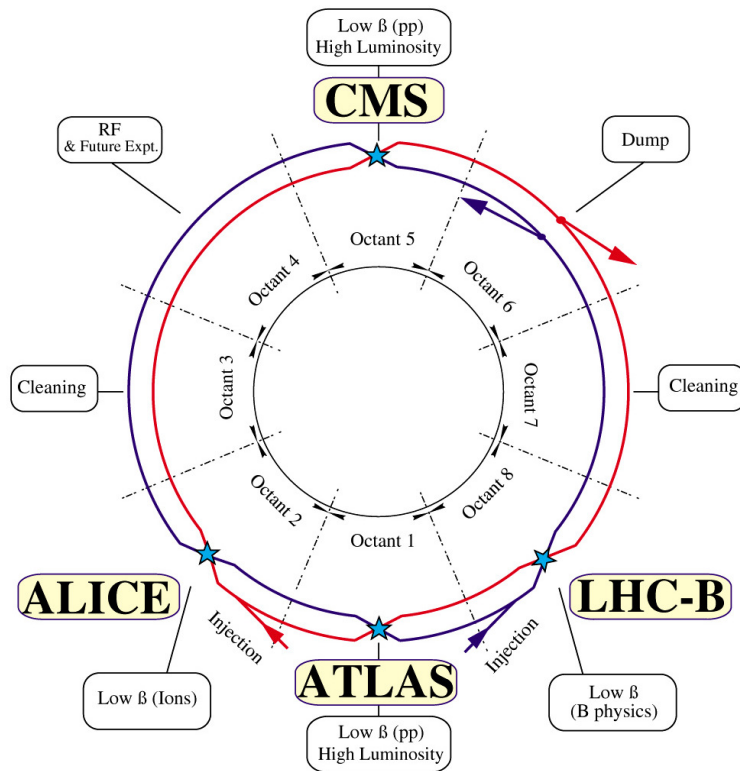 Low ß (pp)
High Luminosity
CMS
RF
& Future Expt.
Dump
Octant 5
Octant 4
Octant 6
Cleaning
Octant 3
Octant 7
Cleaning
Octant 2
Octant 8
Octant 1
ALICE
LHC-B
Injection
Injection
ATLAS
Low ß (Ions)
Low ß
(B physics)
Low ß (pp)
High Luminosity